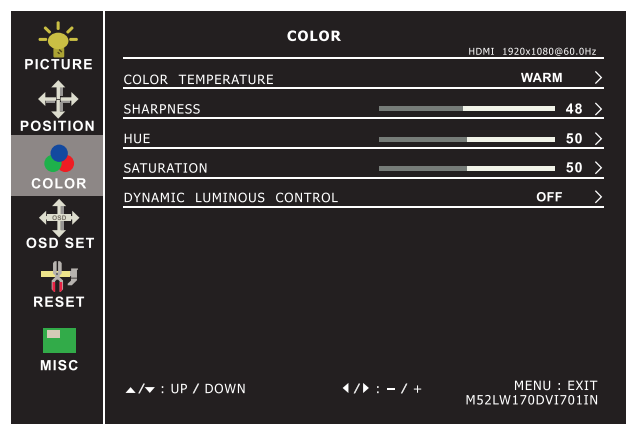 PICTURE
POSITION
COLOR
OSD
OSD SET
RESET
MISC
COLOR
HDMI 1920x1080@60.0Hz
COLOR TEMPERATURE WARM >
SHARPNESS 48 >
HUE 50 >
SATURATION 50 >
DYNAMIC LUMINOUS CONTROL OFF >
▲/▼ : UP / DOWN ◀/▶ : – / + MENU : EXIT
M52LW170DVI701IN